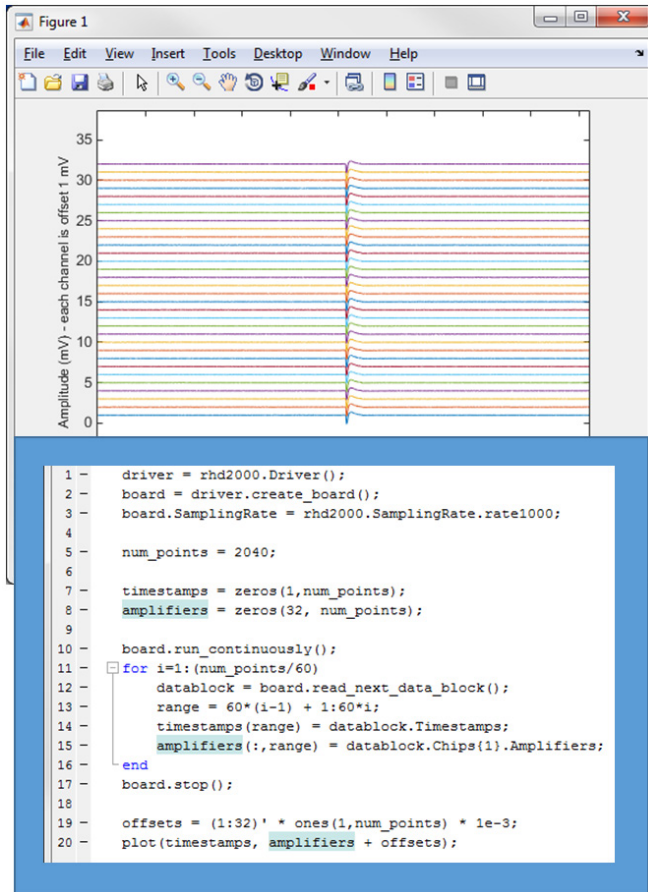 Figure 1
File Edit View Insert Tools Desktop Window Help
Amplitude (mV) - each channel is offset 1 mV
35
30
25
20
15
10
5
0
1 - driver = rhd2000.Driver();
2 - board = driver.create_board();
3 - board.SamplingRate = rhd2000.SamplingRate.rate1000;
4
5 - num_points = 2040;
6
7 - timestamps = zeros(1,num_points);
8 - amplifiers = zeros(32, num_points);
9
10 - board.run_continuously();
11 - for i=1:(num_points/60)
12 - datablock = board.read_next_data_block();
13 - range = 60*(i-1) + 1:60*i;
14 - timestamps(range) = datablock.Timestamps;
15 - amplifiers(:,range) = datablock.Chips{1}.Amplifiers;
16 - end
17 - board.stop();
18
19 - offsets = (1:32)' * ones(1,num_points) * 1e-3;
20 - plot(timestamps, amplifiers + offsets);